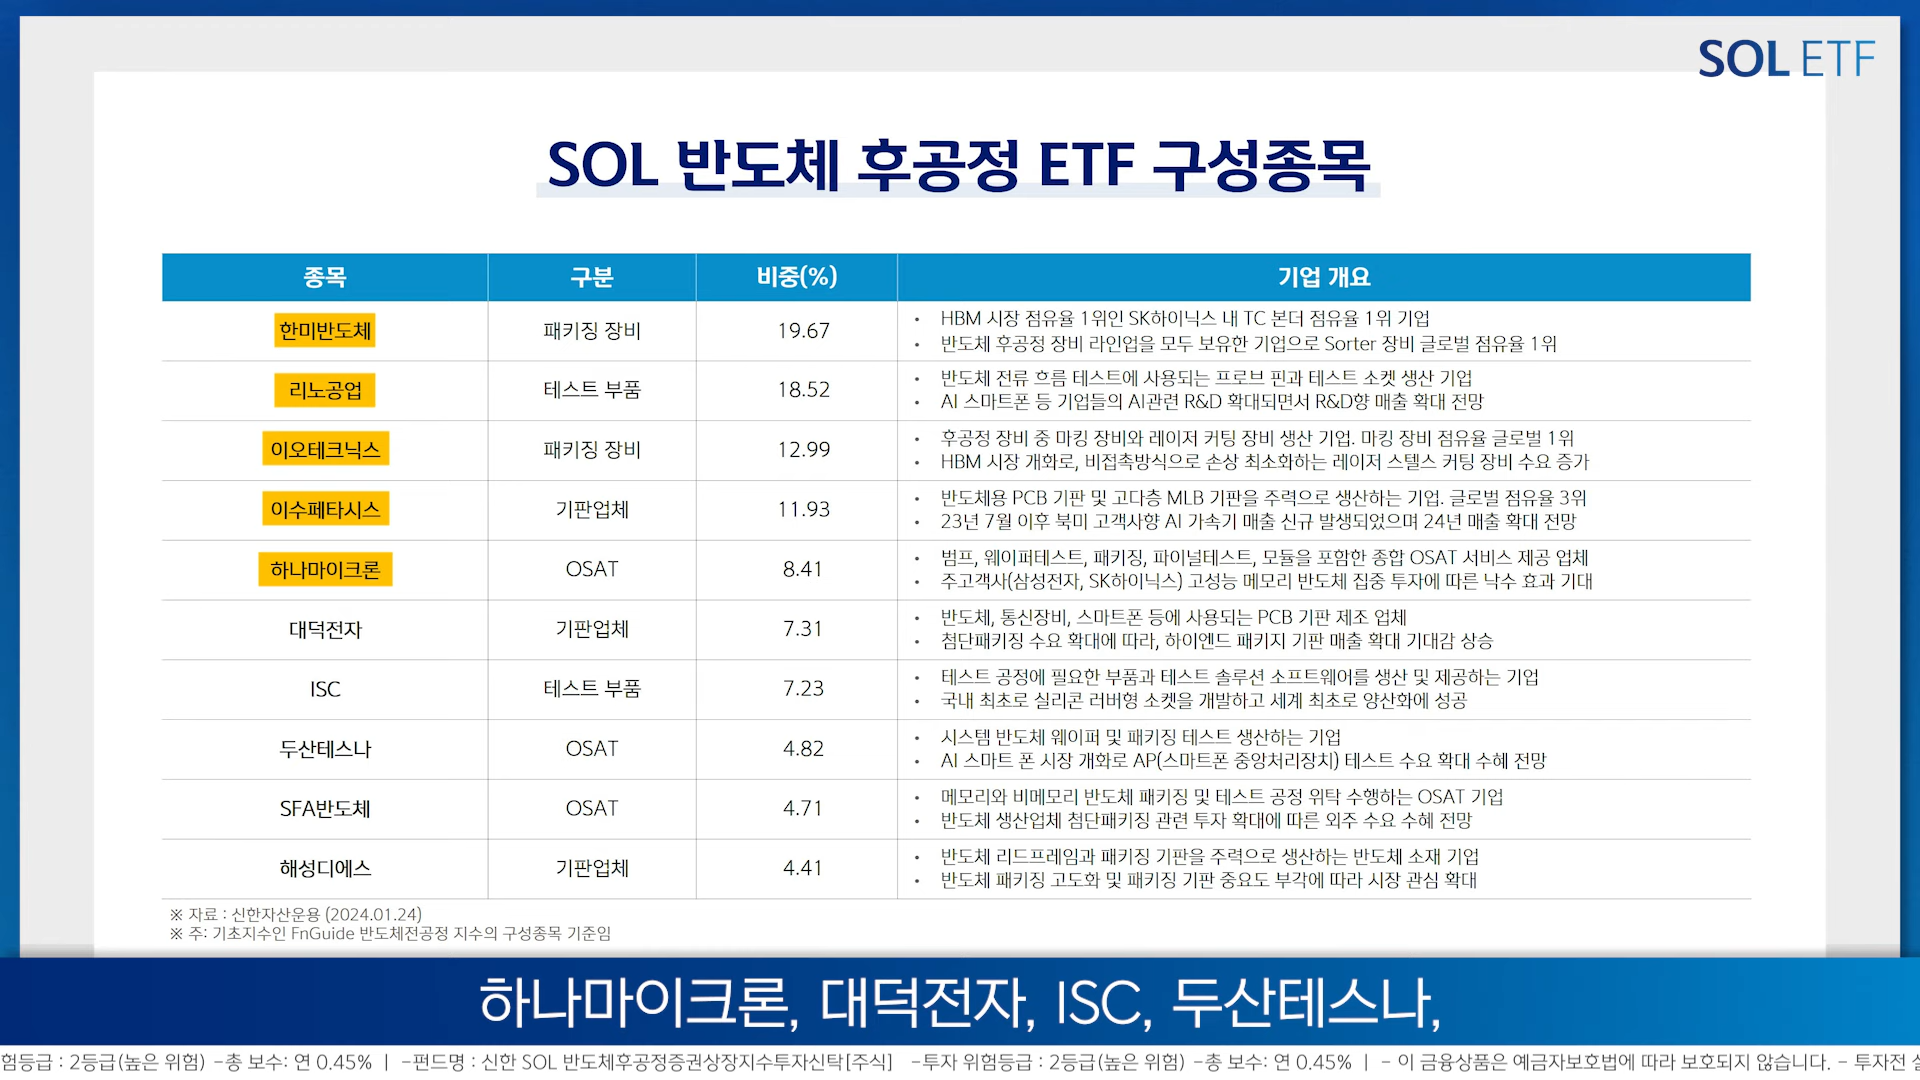 SOL ETF
SOL 반도체 후공정 ETF 구성종목
종목 구분 비중(%) 기업 개요
한미반도체 패키징 장비 19.67
• HBM 시장 점유율 1위인 SK하이닉스 내 TC 본더 점유율 1위 기업
• 반도체 후공정 장비 라인업을 모두 보유한 기업으로 Sorter 장비 글로벌 점유율 1위
리노공업 테스트 부품 18.52
• 반도체 전류 흐름 테스트에 사용되는 프로브 핀과 테스트 소켓 생산 기업
• AI 스마트폰 등 기업들의 AI관련 R&D 확대되면서 R&D향 매출 확대 전망
이오테크닉스 패키징 장비 12.99
• 후공정 장비 중 마킹 장비와 레이저 커팅 장비 생산 기업. 마킹 장비 점유율 글로벌 1위
• HBM 시장 개화로, 비접촉방식으로 손상 최소화하는 레이저 스텔스 커팅 장비 수요 증가
이수페타시스 기판업체 11.93
• 반도체용 PCB 기판 및 고다층 MLB 기판을 주력으로 생산하는 기업. 글로벌 점유율 3위
• 23년 7월 이후 북미 고객사향 AI 가속기 매출 신규 발생되었으며 24년 매출 확대 전망
하나마이크론 OSAT 8.41
• 범프, 웨이퍼테스트, 패키징, 파이널테스트, 모듈을 포함한 종합 OSAT 서비스 제공 업체
• 주고객사(삼성전자, SK하이닉스) 고성능 메모리 반도체 집중 투자에 따른 낙수 효과 기대
대덕전자 기판업체 7.31
• 반도체, 통신장비, 스마트폰 등에 사용되는 PCB 기판 제조 업체
• 첨단패키징 수요 확대에 따라, 하이엔드 패키지 기판 매출 확대 기대감 상승
ISC 테스트 부품 7.23
• 테스트 공정에 필요한 부품과 테스트 솔루션 소프트웨어를 생산 및 제공하는 기업
• 국내 최초로 실리콘 러버형 소켓을 개발하고 세계 최초로 양산화에 성공
두산테스나 OSAT 4.82
• 시스템 반도체 웨이퍼 및 패키징 테스트 생산하는 기업
• AI 스마트 폰 시장 개화로 AP(스마트폰 중앙처리장치) 테스트 수요 확대 수혜 전망
SFA반도체 OSAT 4.71
• 메모리와 비메모리 반도체 패키징 및 테스트 공정 위탁 수행하는 OSAT 기업
• 반도체 생산업체 첨단패키징 관련 투자 확대에 따른 외주 수요 수혜 전망
해성디에스 기판업체 4.41
• 반도체 리드프레임과 패키징 기판을 주력으로 생산하는 반도체 소재 기업
• 반도체 패키징 고도화 및 패키징 기판 중요도 부각에 따라 시장 관심 확대
※ 자료 : 신한자산운용 (2024.01.24)
※ 주: 기초지수인 FnGuide 반도체전공정 지수의 구성종목 기준임
하나마이크론, 대덕전자, ISC, 두산테스나,
험등급 : 2등급(높은 위험) -총 보수: 연 0.45% ㅣ -펀드명 : 신한 SOL 반도체후공정증권상장지수투자신탁[주식] -투자 위험등급 : 2등급(높은 위험) -총 보수: 연 0.45% ㅣ - 이 금융상품은 예금자보호법에 따라 보호되지 않습니다. - 투자전